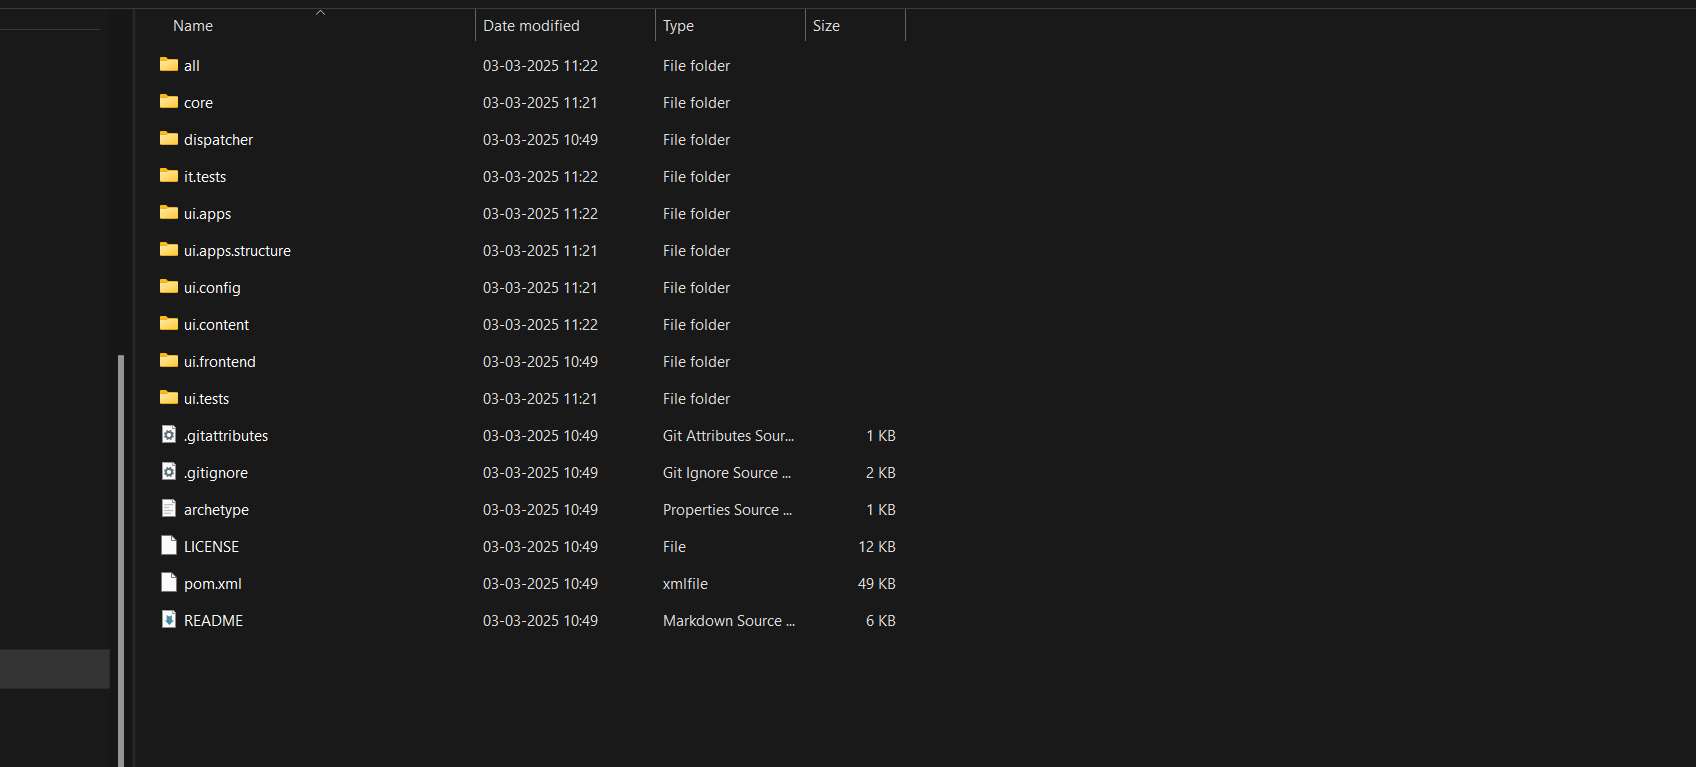 Name Date modified Type Size
all 03-03-2025 11:22 File folder
core 03-03-2025 11:21 File folder
dispatcher 03-03-2025 10:49 File folder
it.tests 03-03-2025 11:22 File folder
ui.apps 03-03-2025 11:22 File folder
ui.apps.structure 03-03-2025 11:21 File folder
ui.config 03-03-2025 11:21 File folder
ui.content 03-03-2025 11:22 File folder
ui.frontend 03-03-2025 10:49 File folder
ui.tests 03-03-2025 11:21 File folder
.gitattributes 03-03-2025 10:49 Git Attributes Sour... 1 KB
.gitignore 03-03-2025 10:49 Git Ignore Source ... 2 KB
archetype 03-03-2025 10:49 Properties Source ... 1 KB
LICENSE 03-03-2025 10:49 File 12 KB
pom.xml 03-03-2025 10:49 xmlfile 49 KB
README 03-03-2025 10:49 Markdown Source ... 6 KB